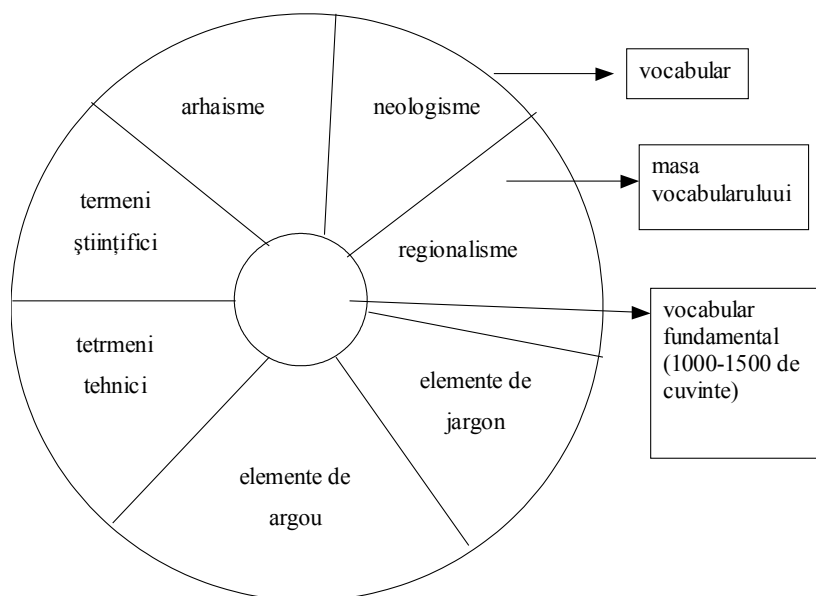 arhaisme
neologisme
vocabular
termeni
ştiinţifici
masa
vocabularuluui
regionalisme
tetrmeni
tehnici
vocabular
fundamental
(1000-1500 de
cuvinte)
elemente de
jargon
elemente de
argou